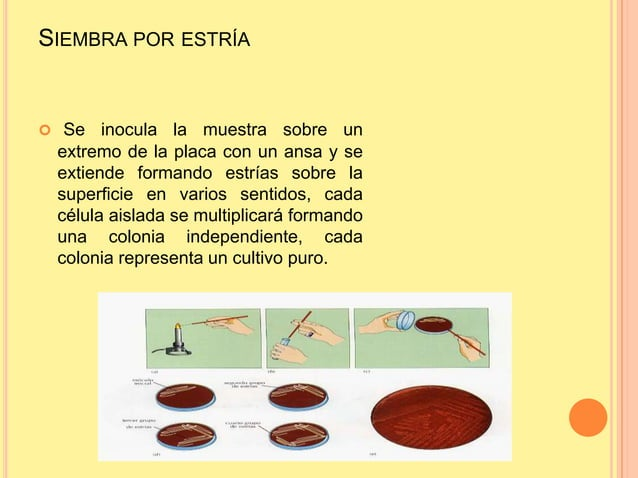 SIEMBRA POR ESTRÍA
Se inocula la muestra sobre un
extremo de la placa con un ansa y se
extiende formando estrías sobre la
superficie en varios sentidos, cada
célula aislada se multiplicará formando
una colonia independiente, cada
colonia representa un cultivo puro.
(a)
(b)
(c)
inóculo
inicial
segundo grupo
de estrías
tercer grupo
de estrías
cuarto grupo
de estrías
(d)
(e)